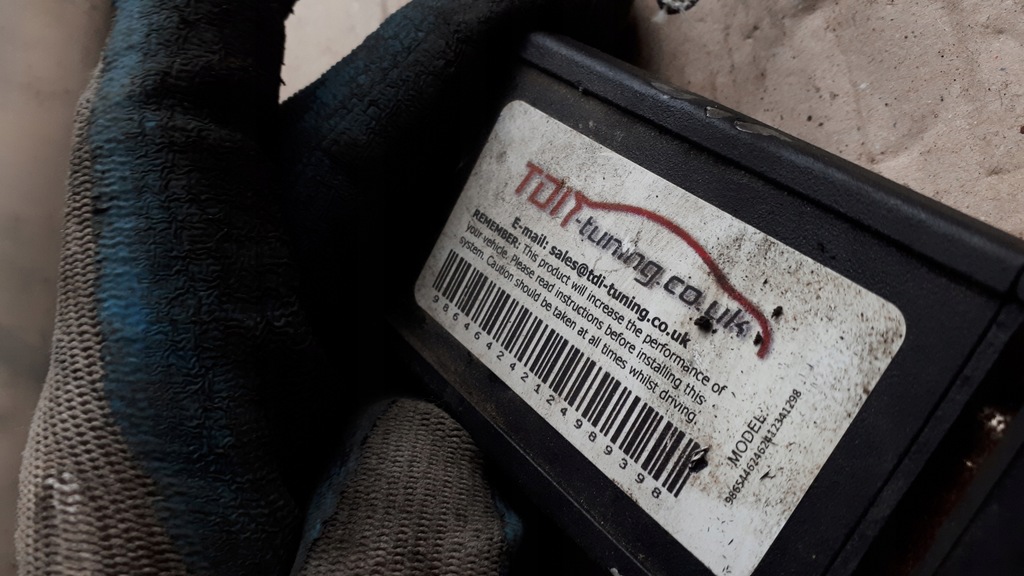 TDI-tuning.co.uk
E-mail: sales@tdi-tuning.co.uk
REMEMBER: This product will increase the performance of
your vehicle. Please read instructions before installing this
system. Caution should be taken at all times whilst driving.
MODEL: